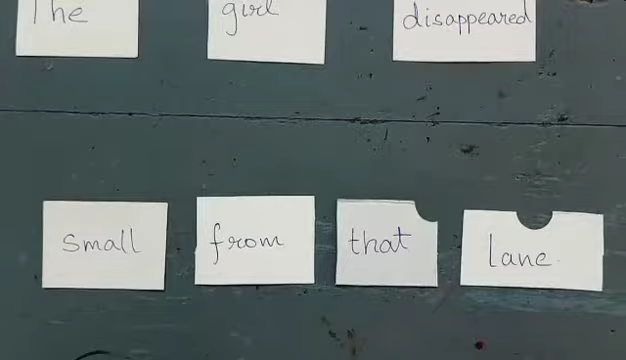 The girl disappeared
small from that lane.